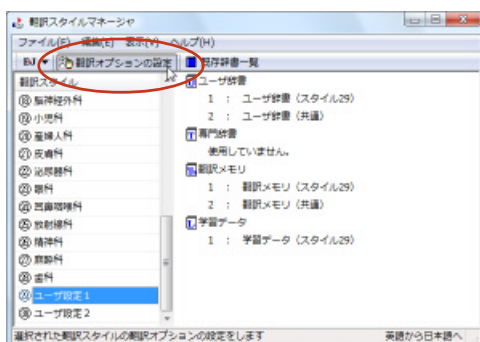 翻訳スタイルマネージャ
ファイル(F) 編集(E) 表示(V) ヘルプ(H)
EJ ▼ 翻訳オプションの設定 既存辞書一覧
翻訳スタイル
⑱ 脳神経外科
⑲ 小児科
⑳ 産婦人科
㉑ 皮膚科
㉒ 泌尿器科
㉓ 眼科
㉔ 耳鼻咽喉科
㉕ 放射線科
㉖ 精神科
㉗ 麻酔科
㉘ 歯科
㉙ ユーザ設定1
㉚ ユーザ設定2
ユーザ辞書
1 : ユーザ辞書（スタイル29）
2 : ユーザ辞書（共通）
専門辞書
使用していません。
翻訳メモリ
1 : 翻訳メモリ（スタイル29）
2 : 翻訳メモリ（共通）
学習データ
1 : 学習データ（スタイル29）
選択された翻訳スタイルの翻訳オプションの設定をします 英語から日本語へ